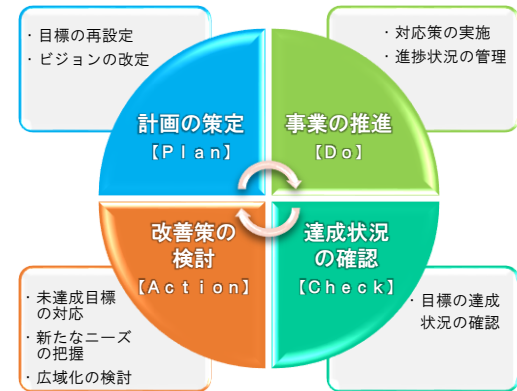 ・目標の再設定
・ビジョンの改定
・対応策の実施
・進捗状況の管理
計画の策定
【Ｐｌａｎ】
事業の推進
【Ｄｏ】
改善策の
検討
【Ａｃｔｉｏｎ】
達成状況
の確認
【Ｃｈｅｃｋ】
・未達成目標
の対応
・新たなニーズ
の把握
・広域化の検討
・目標の達成
状況の確認